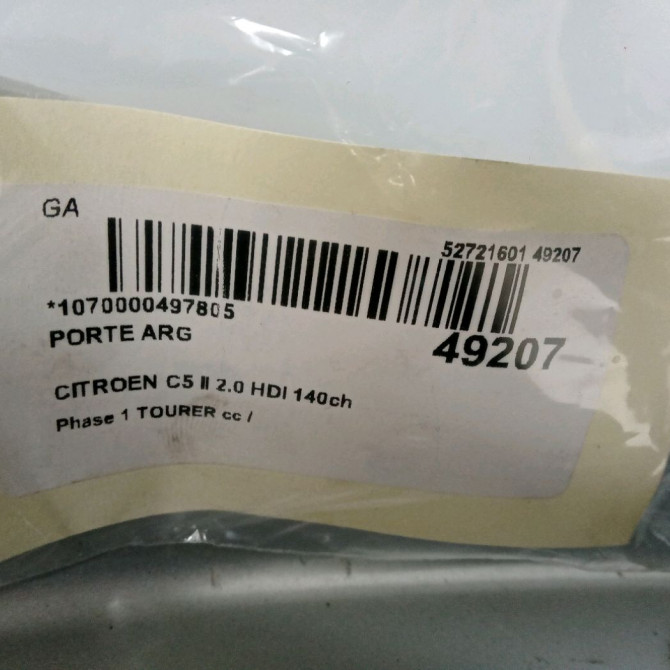 GA
52721601 49207
*1070000497805
49207
PORTE ARG
CITROEN C5 II 2.0 HDI 140ch
Phase 1 TOURER cc /